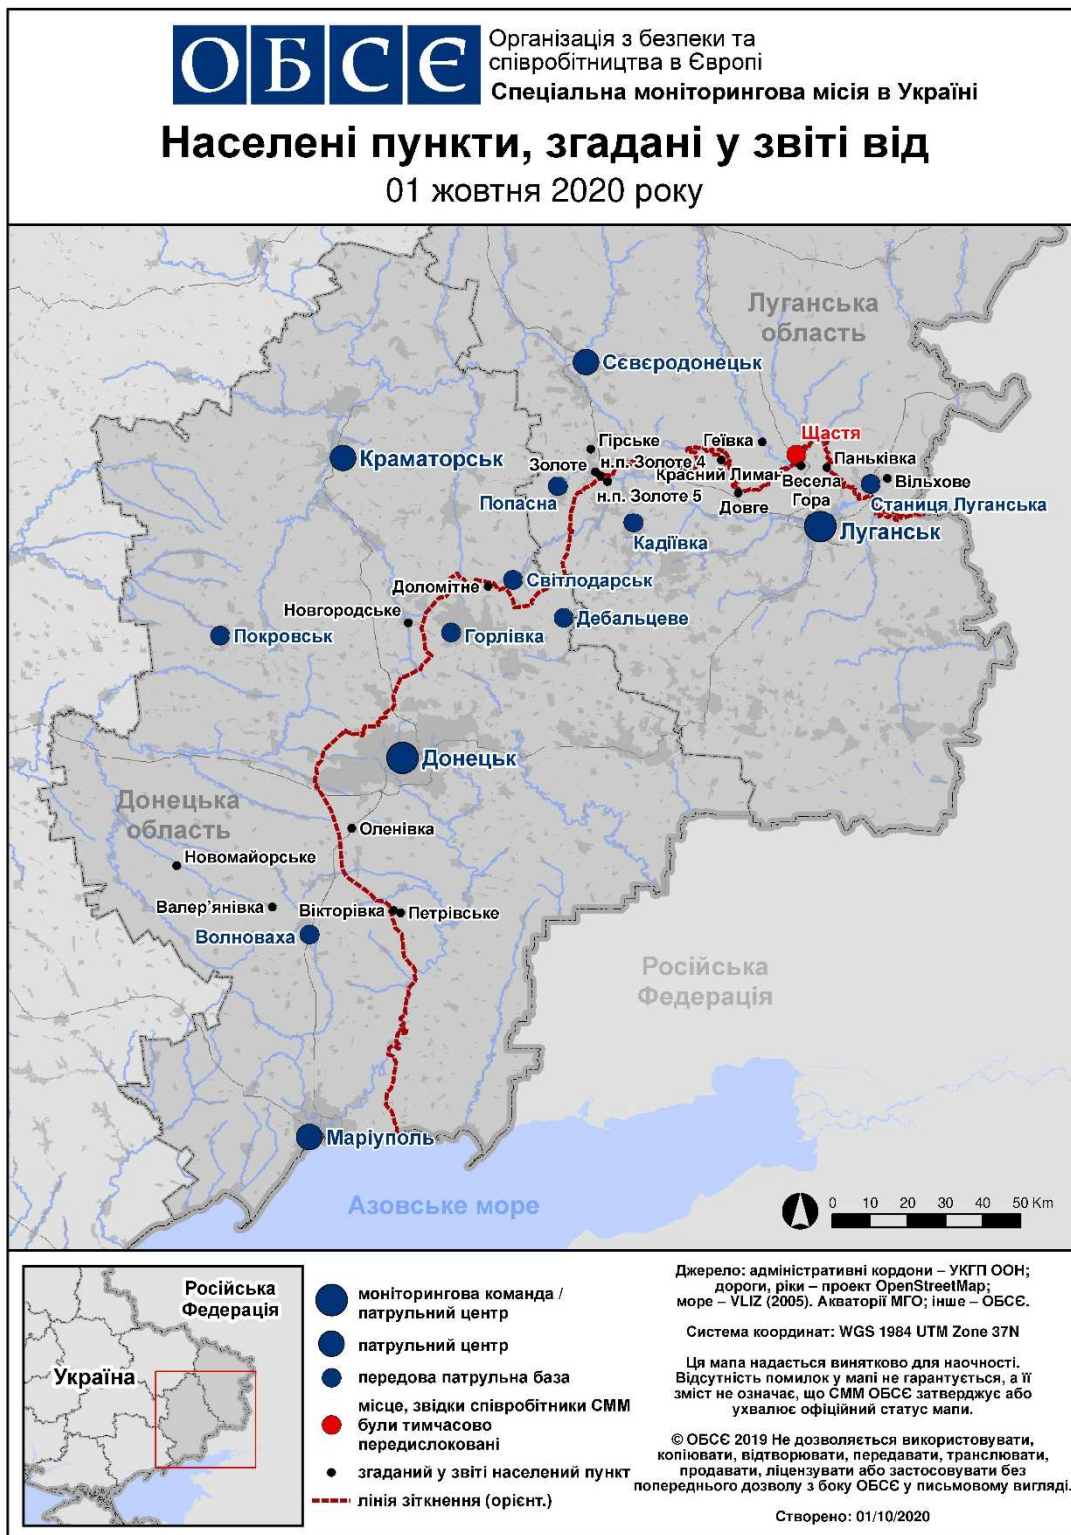 ОБСЄ
Організація з безпеки та
співробітництва в Європі
Спеціальна моніторингова місія в Україні
Населені пункти, згадані у звіті від
01 жовтня 2020 року
Луганська
область
Сєвєродонецьк
Щастя
Гірське
Геївка
Краматорськ
Золоте
н.п. Золоте 4
Красний Лиман
Паньківка
Попасна
н.п. Золоте 5
Довге
Весела
Гора
Вільхове
Станиця Луганська
Кадіївка
Луганськ
Світлодарськ
Доломітне
Новгородське
Дебальцеве
Покровськ
Горлівка
Донецьк
Донецька
область
Оленівка
Новомайорське
Валер'янівка
Вікторівка
Петрівське
Волноваха
Російська
Федерація
Маріуполь
Азовське море
0 10 20 30 40 50 Km
Російська
Федерація
Україна
моніторингова команда /
патрульний центр
патрульний центр
передова патрульна база
місце, звідки співробітники СММ
були тимчасово
передислоковані
згаданий у звіті населений пункт
лінія зіткнення (орієнт.)
Джерело: адміністративні кордони – УКГП ООН;
дороги, ріки – проект OpenStreetMap;
море – VLIZ (2005). Акваторії МГО; інше – ОБСЄ.
Система координат: WGS 1984 UTM Zone 37N
Ця мапа надається винятково для наочності.
Відсутність помилок у мапі не гарантується, а її
зміст не означає, що СММ ОБСЄ затверджує або
ухвалює офіційний статус мапи.
© ОБСЄ 2019 Не дозволяється використовувати,
копіювати, відтворювати, передавати, транслювати,
продавати, ліцензувати або застосовувати без
попереднього дозволу з боку ОБСЄ у письмовому вигляді.
Створено: 01/10/2020